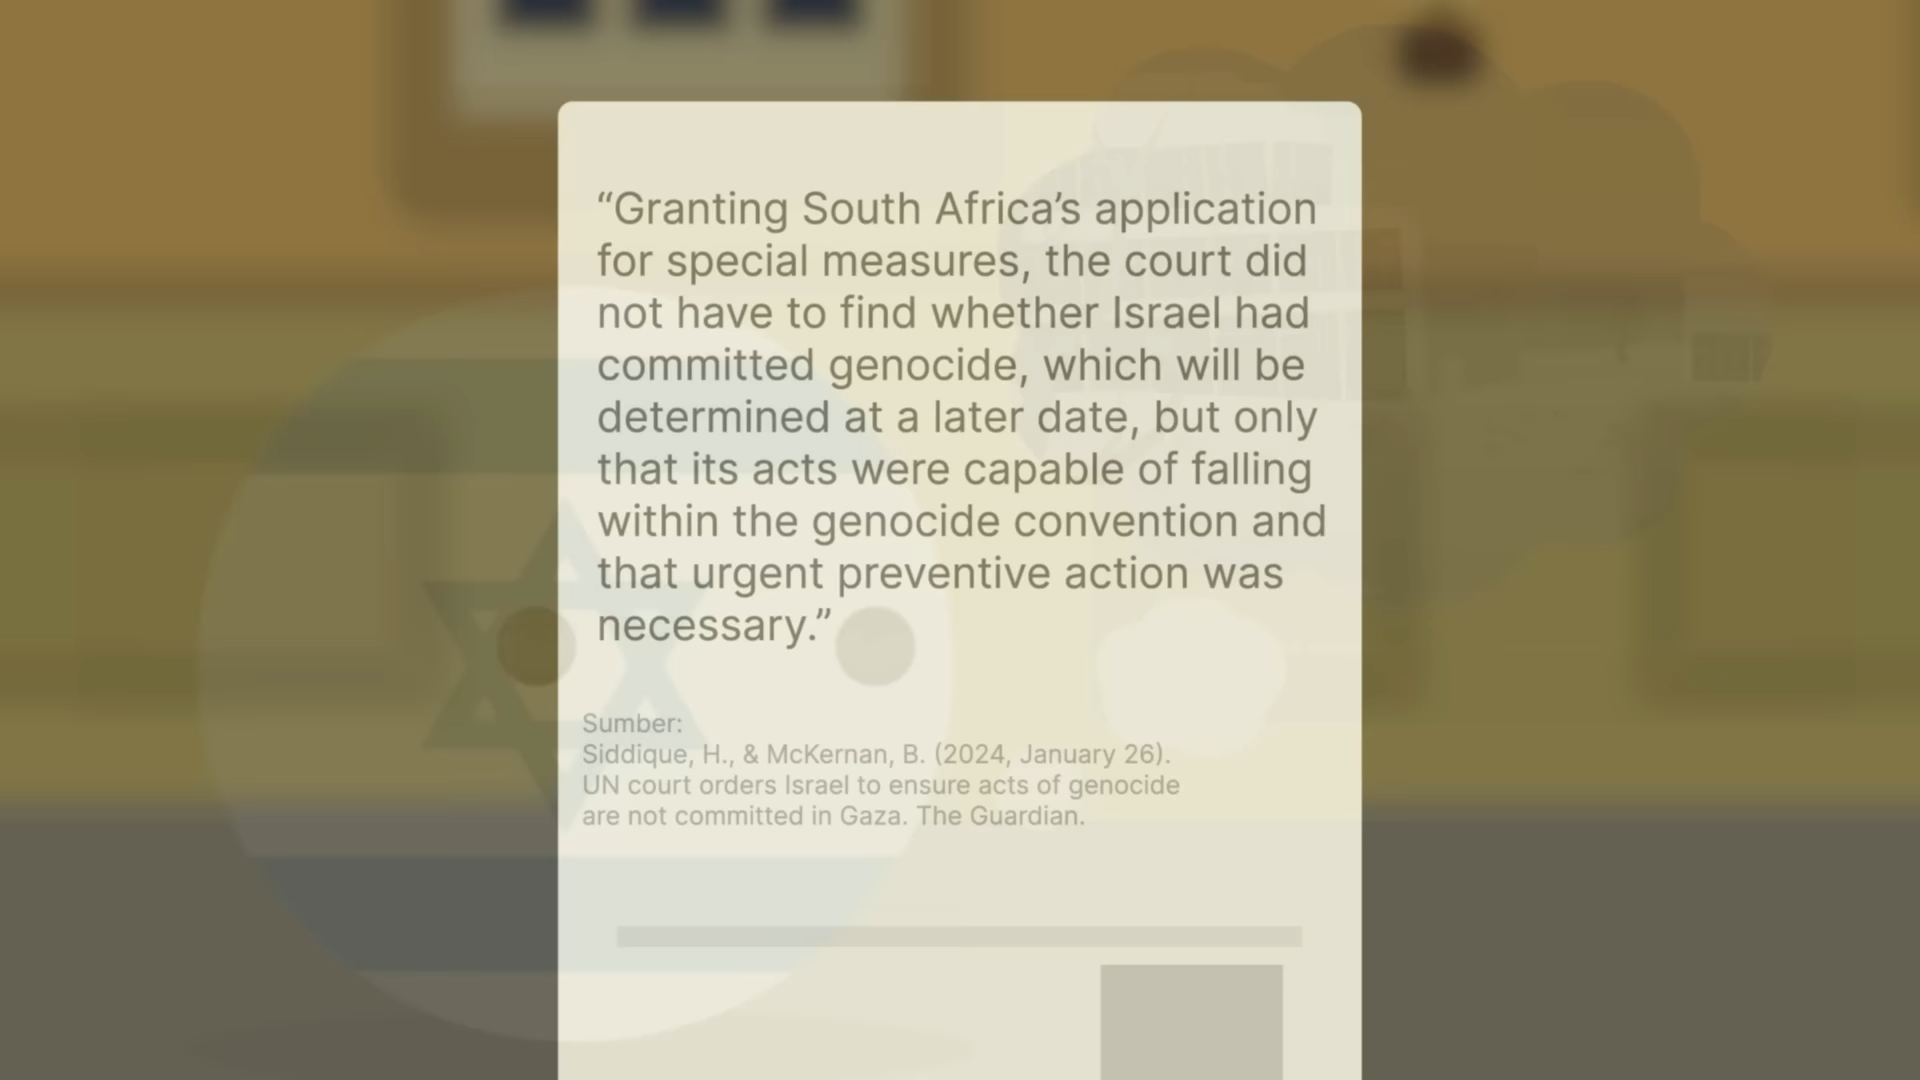 “Granting South Africa’s application
for special measures, the court did
not have to find whether Israel had
committed genocide, which will be
determined at a later date, but only
that its acts were capable of falling
within the genocide convention and
that urgent preventive action was
necessary.”
Sumber:
Siddique, H., & McKernan, B. (2024, January 26).
UN court orders Israel to ensure acts of genocide
are not committed in Gaza. The Guardian.